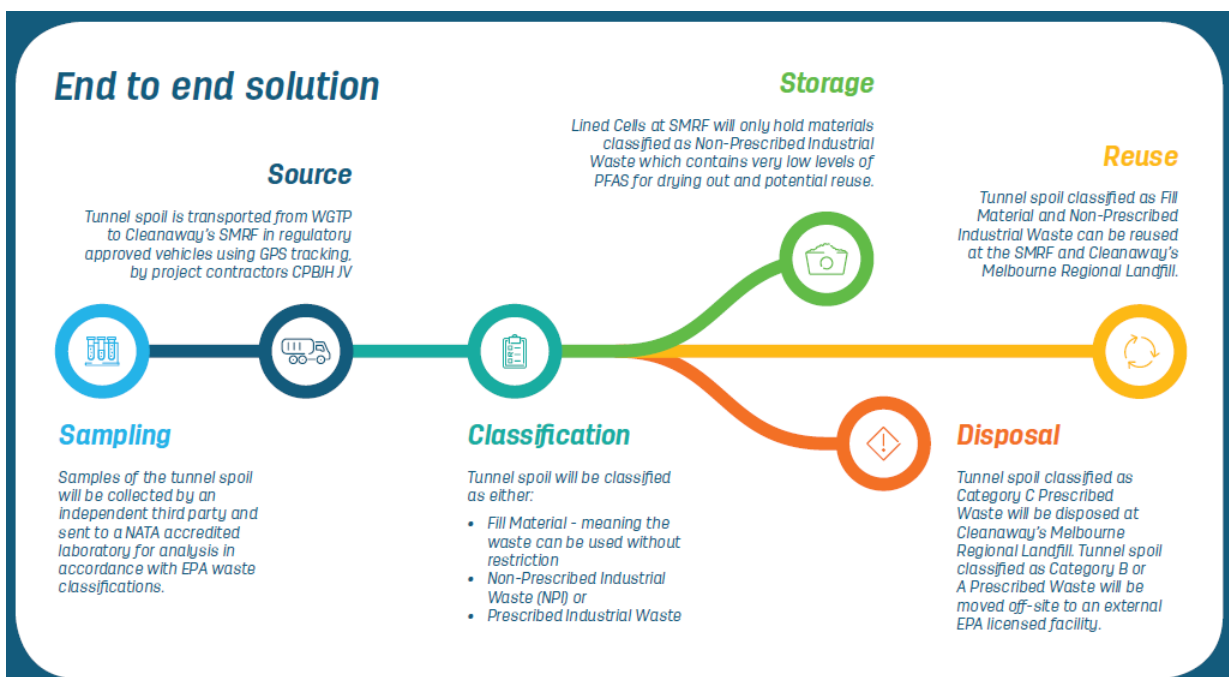 End to end solution
Source
Tunnel spoil is transported from WGTP
to Cleanaway's SMRF in regulatory
approved vehicles using GPS tracking,
by project contractors CPBJH JV
Storage
Lined Cells at SMRF will only hold materials
classified as Non-Prescribed Industrial
Waste which contains very low levels of
PFAS for drying out and potential reuse.
Reuse
Tunnel spoil classified as Fill
Material and Non-Prescribed
Industrial Waste can be reused
at the SMRF and Cleanaway's
Melbourne Regional Landfill.
Sampling
Samples of the tunnel spoil
will be collected by an
independent third party and
sent to a NATA accredited
laboratory for analysis in
accordance with EPA waste
classifications.
Classification
Tunnel spoil will be classified
as either:
• Fill Material - meaning the
waste can be used without
restriction
• Non-Prescribed Industrial
Waste (NPI) or
• Prescribed Industrial Waste
Disposal
Tunnel spoil classified as
Category C Prescribed
Waste will be disposed at
Cleanaway's Melbourne
Regional Landfill. Tunnel spoil
classified as Category B or
A Prescribed Waste will be
moved off-site to an external
EPA licensed facility.